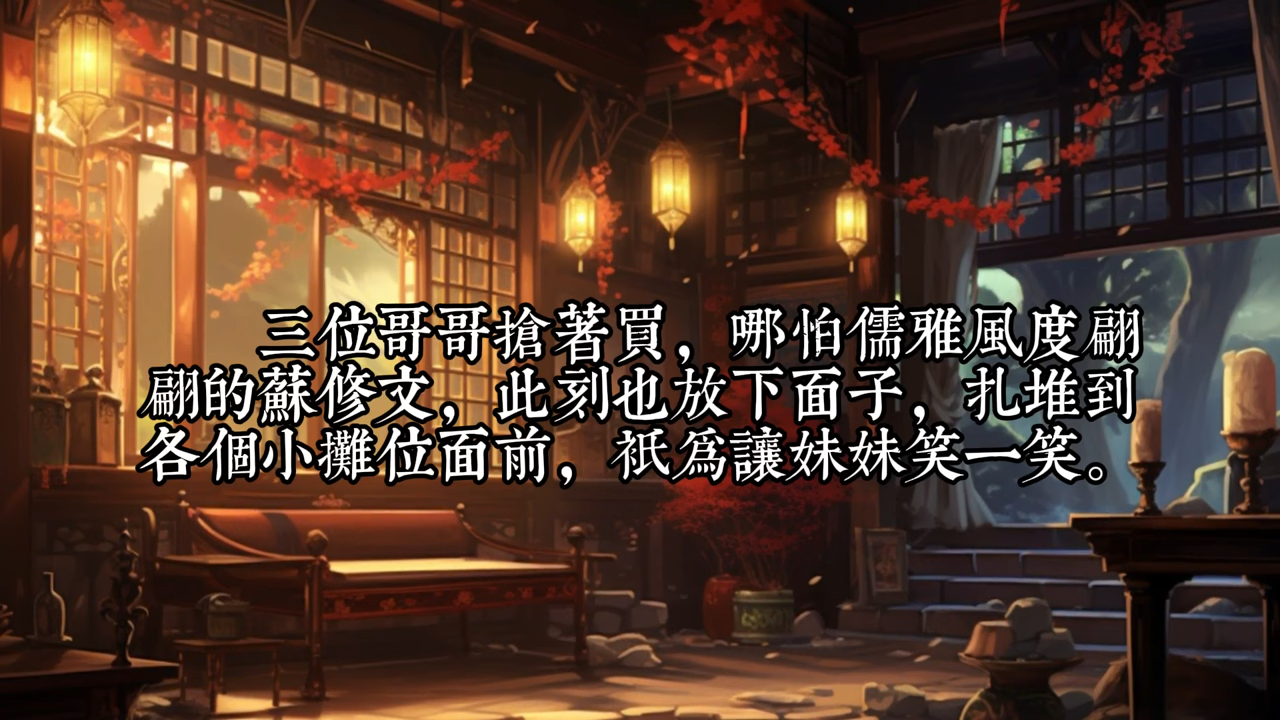 三位哥哥搶著買，哪怕儒雅風度翩
翩的蘇修文，此刻也放下面子，扎堆到
各個小攤位面前，祇爲讓妹妹笑一笑。